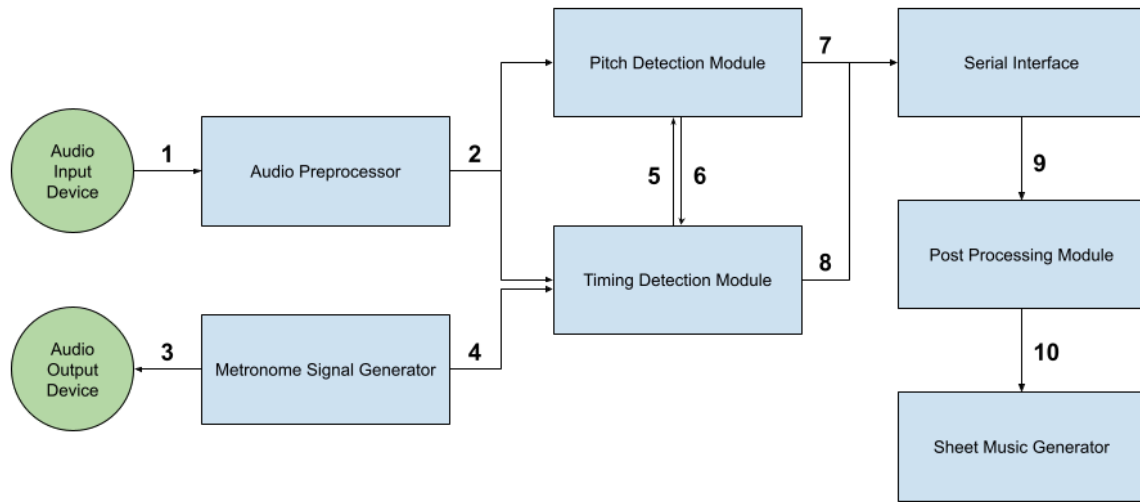 Audio
Input
Device
1
Audio Preprocessor
2
Pitch Detection Module
7
Serial Interface
5
6
9
Audio
Output
Device
3
Metronome Signal Generator
4
Timing Detection Module
8
Post Processing Module
10
Sheet Music Generator